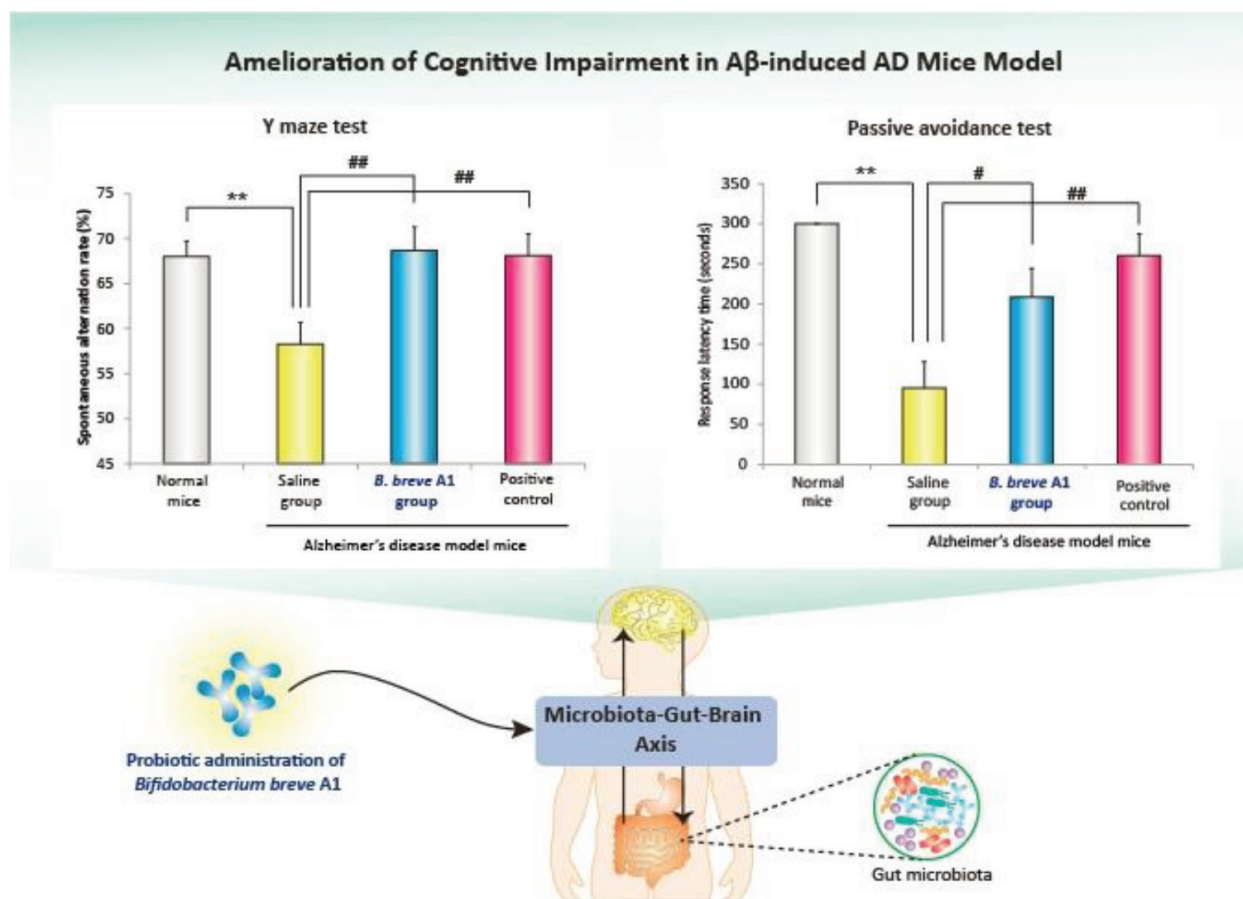 Amelioration of Cognitive Impairment in Aβ-induced AD Mice Model
Y maze test
Spontaneous alternation rate (%)
75
70
65
60
55
50
45
**
##
##
Normal
mice
Saline
group
B. breve A1
group
Positive
control
Alzheimer's disease model mice
Passive avoidance test
Response latency time (seconds)
350
300
250
200
150
100
50
0
**
#
##
Normal
mice
Saline
group
B. breve A1
group
Positive
control
Alzheimer's disease model mice
Probiotic administration of
Bifidobacterium breve A1
Microbiota-Gut-Brain
Axis
Gut microbiota